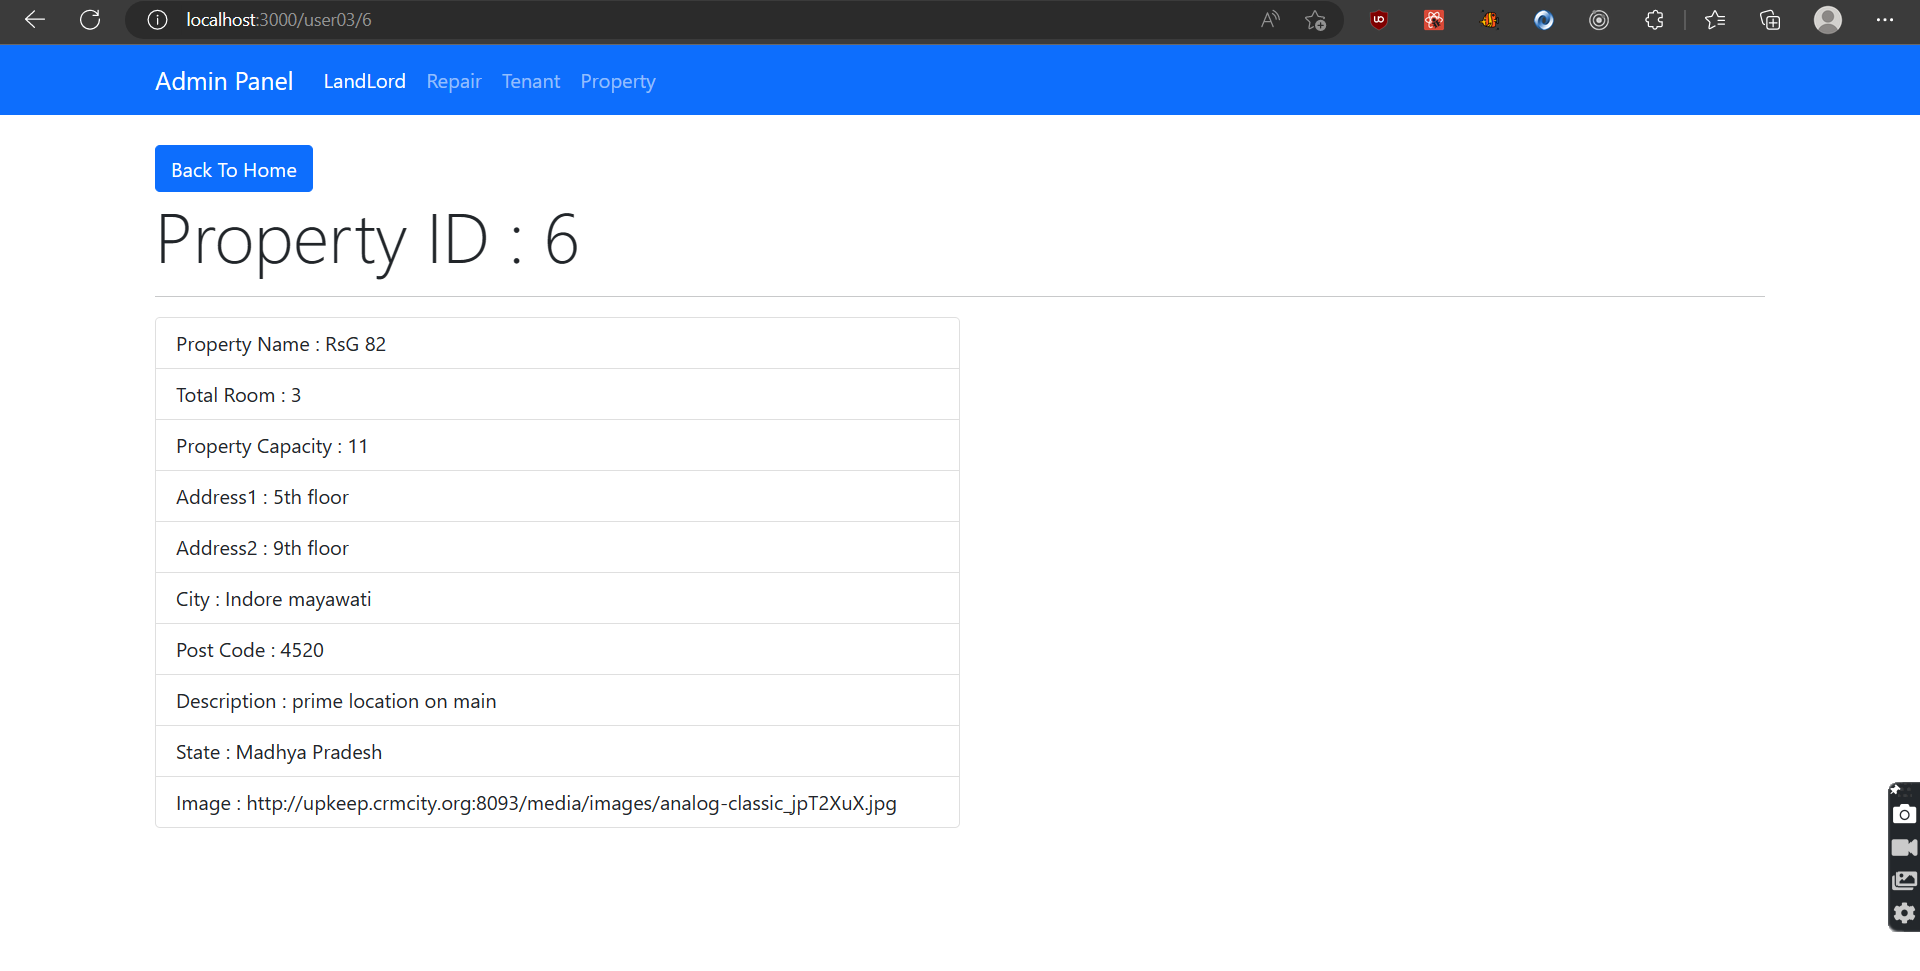 localhost:3000/user03/6
Admin Panel LandLord Repair Tenant Property
Back To Home
Property ID : 6
Property Name : RsG 82
Total Room : 3
Property Capacity : 11
Address1 : 5th floor
Address2 : 9th floor
City : Indore mayawati
Post Code : 4520
Description : prime location on main
State : Madhya Pradesh
Image : http://upkeep.crmcity.org:8093/media/images/analog-classic_jpT2XuX.jpg